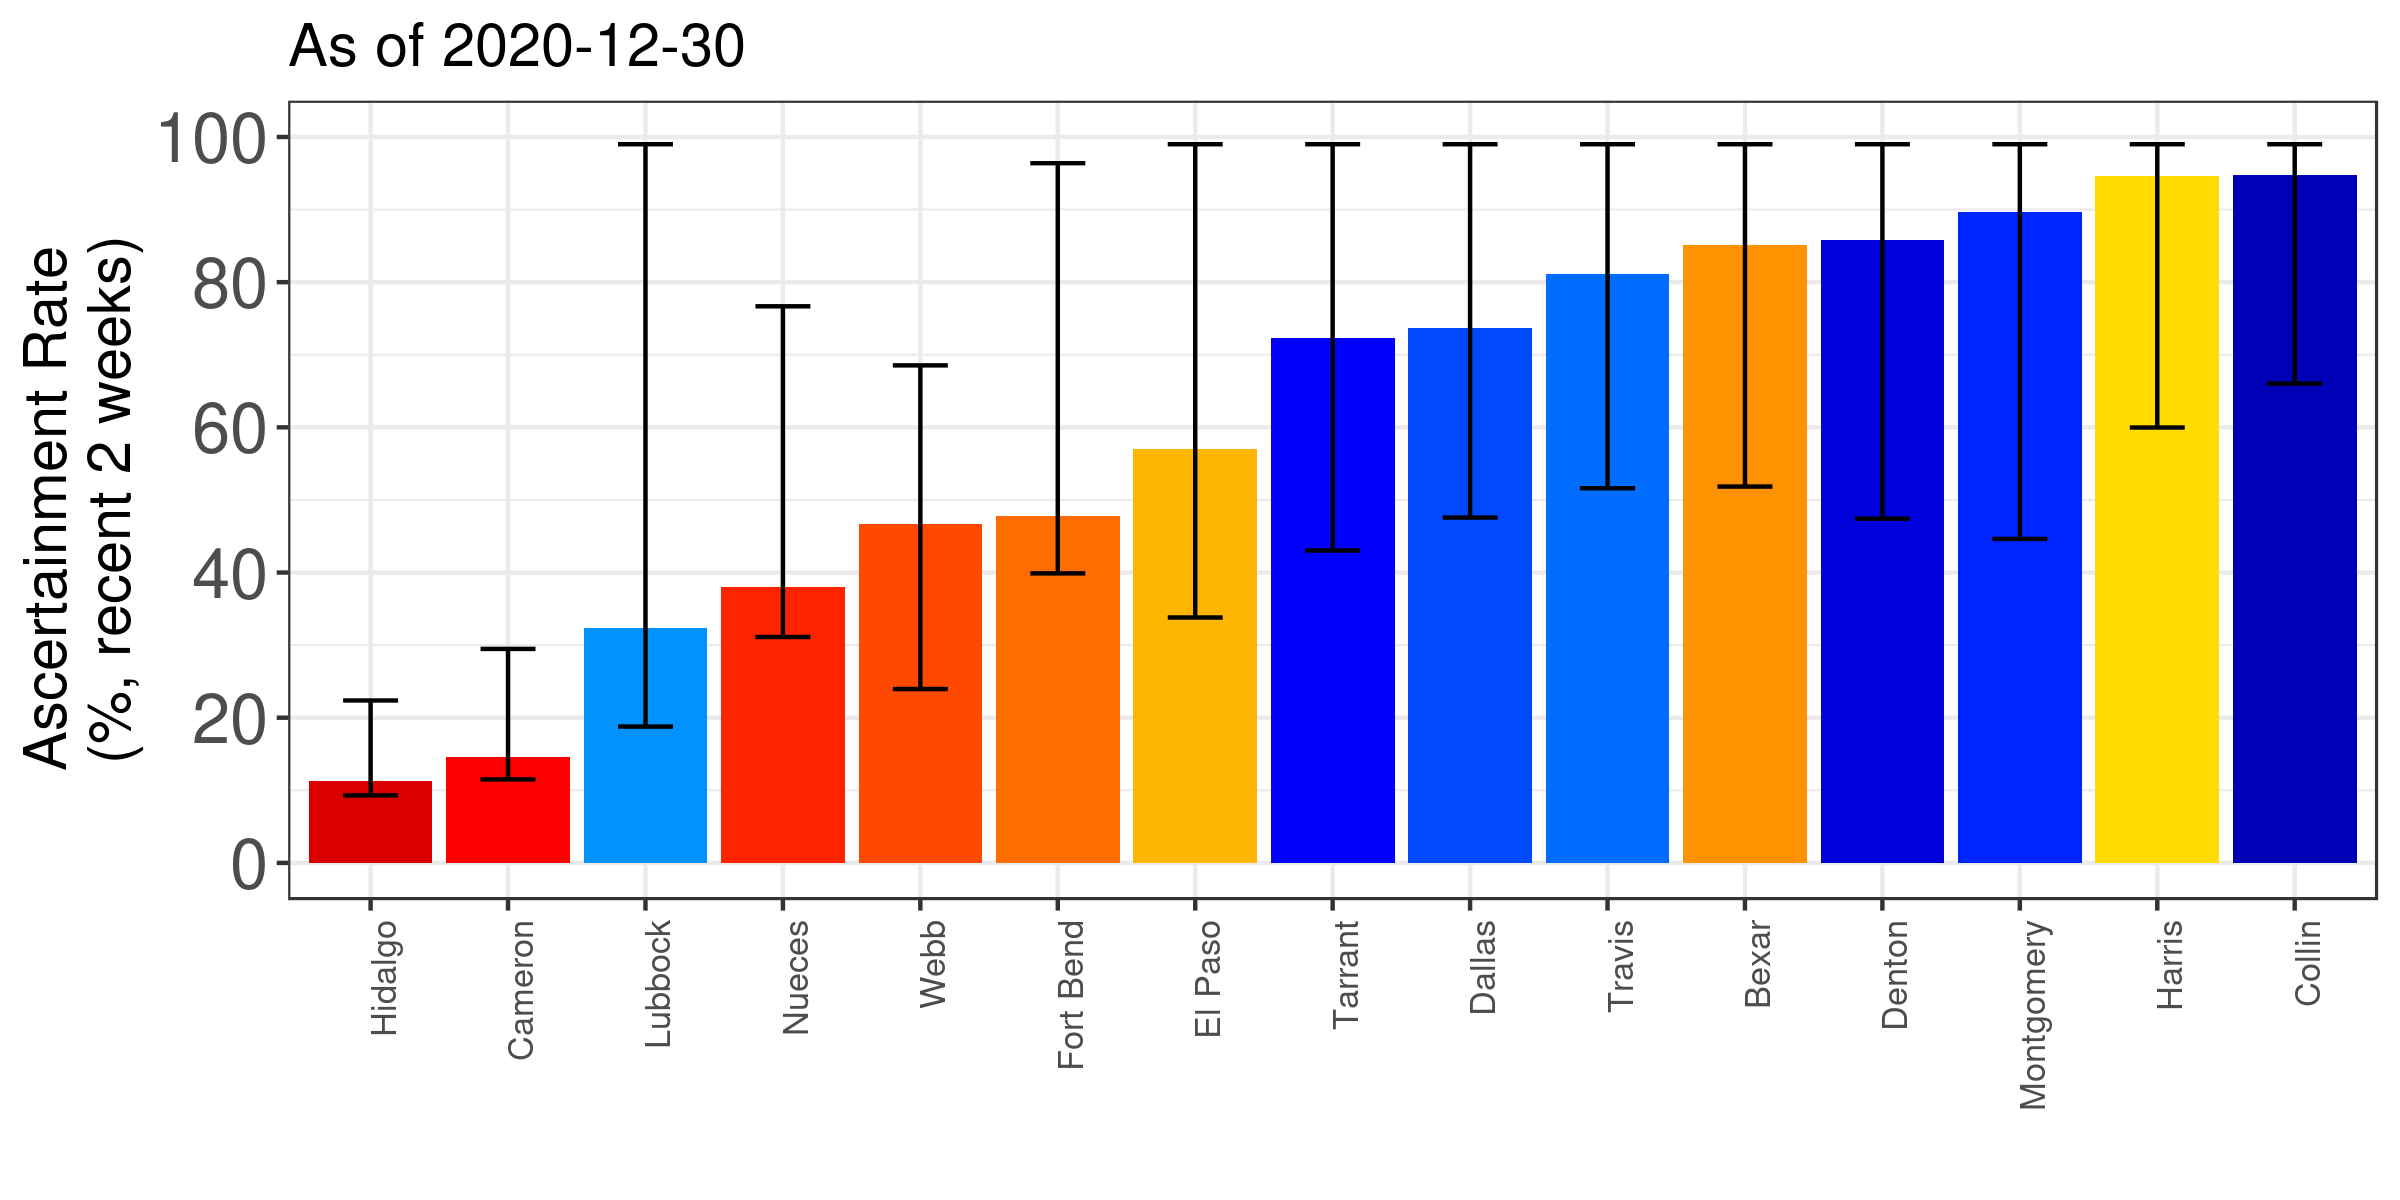 As of 2020-12-30
Ascertainment Rate
(%, recent 2 weeks)
100
80
60
40
20
0
Hidalgo
Cameron
Lubbock
Nueces
Webb
Fort Bend
El Paso
Tarrant
Dallas
Travis
Bexar
Denton
Montgomery
Harris
Collin